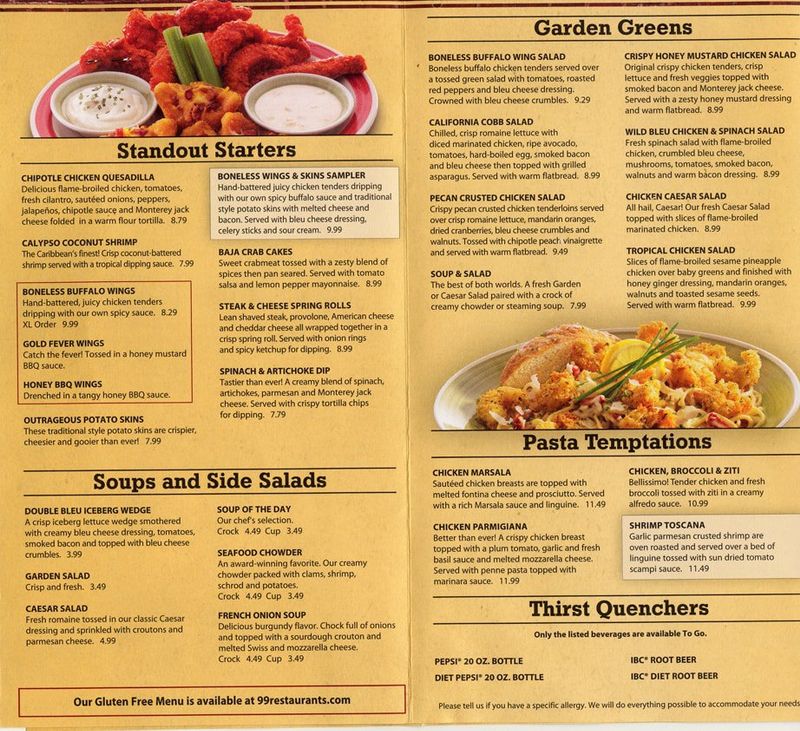 Standout Starters
CHIPOTLE CHICKEN QUESADILLA
Delicious flame-broiled chicken, tomatoes,
fresh cilantro, sautéed onions, peppers,
jalapeños, chipotle sauce and Monterey jack
cheese folded in a warm flour tortilla. 8.79
CALYPSO COCONUT SHRIMP
The Caribbean's finest! Crisp coconut-battered
shrimp served with a tropical dipping sauce. 7.99
BONELESS BUFFALO WINGS
Hand-battered, juicy chicken tenders
dripping with our own spicy sauce. 8.29
XL Order 9.99
GOLD FEVER WINGS
Catch the fever! Tossed in a honey mustard
BBQ sauce.
HONEY BBQ WINGS
Drenched in a tangy honey BBQ sauce.
OUTRAGEOUS POTATO SKINS
These traditional style potato skins are crispier,
cheesier and gooier than ever! 7.99
BONELESS WINGS & SKINS SAMPLER
Hand-battered juicy chicken tenders dripping
with our own spicy buffalo sauce and traditional
style potato skins with melted cheese and
bacon. Served with bleu cheese dressing,
celery sticks and sour cream. 9.99
BAJA CRAB CAKES
Sweet crabmeat tossed with a zesty blend of
spices then pan seared. Served with tomato
salsa and lemon pepper mayonnaise. 8.99
STEAK & CHEESE SPRING ROLLS
Lean shaved steak, provolone, American cheese
and cheddar cheese all wrapped together in a
crisp spring roll. Served with onion rings
and spicy ketchup for dipping. 8.99
SPINACH & ARTICHOKE DIP
Tastier than ever! A creamy blend of spinach,
artichokes, parmesan and Monterey jack
cheese. Served with crispy tortilla chips
for dipping. 7.79
Soups and Side Salads
DOUBLE BLEU ICEBERG WEDGE
A crisp iceberg lettuce wedge smothered
with creamy bleu cheese dressing, tomatoes,
smoked bacon and topped with bleu cheese
crumbles. 3.99
GARDEN SALAD
Crisp and fresh. 3.49
CAESAR SALAD
Fresh romaine tossed in our classic Caesar
dressing and sprinkled with croutons and
parmesan cheese. 4.99
SOUP OF THE DAY
Our chef's selection.
Crock 4.49 Cup 3.49
SEAFOOD CHOWDER
An award-winning favorite. Our creamy
chowder packed with clams, shrimp,
schrod and potatoes.
Crock 4.49 Cup 3.49
FRENCH ONION SOUP
Delicious burgundy flavor. Chock full of onions
and topped with a sourdough crouton and
melted Swiss and mozzarella cheese.
Crock 4.49 Cup 3.49
Our Gluten Free Menu is available at 99restaurants.com
Garden Greens
BONELESS BUFFALO WING SALAD
Boneless buffalo chicken tenders served over
a tossed green salad with tomatoes, roasted
red peppers and bleu cheese dressing.
Crowned with bleu cheese crumbles. 9.29
CALIFORNIA COBB SALAD
Chilled, crisp romaine lettuce with
diced marinated chicken, ripe avocado,
tomatoes, hard-boiled egg, smoked bacon
and bleu cheese then topped with grilled
asparagus. Served with warm flatbread. 8.99
PECAN CRUSTED CHICKEN SALAD
Crispy pecan crusted chicken tenderloins served
over crisp romaine lettuce, mandarin oranges,
dried cranberries, bleu cheese crumbles and
walnuts. Tossed with chipotle peach vinaigrette
and served with warm flatbread. 9.49
SOUP & SALAD
The best of both worlds. A fresh Garden
or Caesar Salad paired with a crock of
creamy chowder or steaming soup. 7.99
CRISPY HONEY MUSTARD CHICKEN SALAD
Original crispy chicken tenders, crisp
lettuce and fresh veggies topped with
smoked bacon and Monterey jack cheese.
Served with a zesty honey mustard dressing
and warm flatbread. 8.99
WILD BLEU CHICKEN & SPINACH SALAD
Fresh spinach salad with flame-broiled
chicken, crumbled bleu cheese,
mushrooms, tomatoes, smoked bacon,
walnuts and warm bacon dressing. 8.99
CHICKEN CAESAR SALAD
All hail, Caesar! Our fresh Caesar Salad
topped with slices of flame-broiled
marinated chicken. 8.99
TROPICAL CHICKEN SALAD
Slices of flame-broiled sesame pineapple
chicken over baby greens and finished with
honey ginger dressing, mandarin oranges,
walnuts and toasted sesame seeds.
Served with warm flatbread. 9.99
Pasta Temptations
CHICKEN MARSALA
Sautéed chicken breasts are topped with
melted fontina cheese and prosciutto. Served
with a rich Marsala sauce and linguine. 11.49
CHICKEN PARMIGIANA
Better than ever! A crispy chicken breast
topped with a plum tomato, garlic and fresh
basil sauce and melted mozzarella cheese.
Served with penne pasta topped with
marinara sauce. 11.99
CHICKEN, BROCCOLI & ZITI
Bellissimo! Tender chicken and fresh
broccoli tossed with ziti in a creamy
alfredo sauce. 10.99
SHRIMP TOSCANA
Garlic parmesan crusted shrimp are
oven roasted and served over a bed of
linguine tossed with sun dried tomato
scampi sauce. 11.49
Thirst Quenchers
Only the listed beverages are available To Go.
PEPSI® 20 OZ. BOTTLE
DIET PEPSI® 20 OZ. BOTTLE
IBC® ROOT BEER
IBC® DIET ROOT BEER
Please tell us if you have a specific allergy. We will do everything possible to accommodate your needs